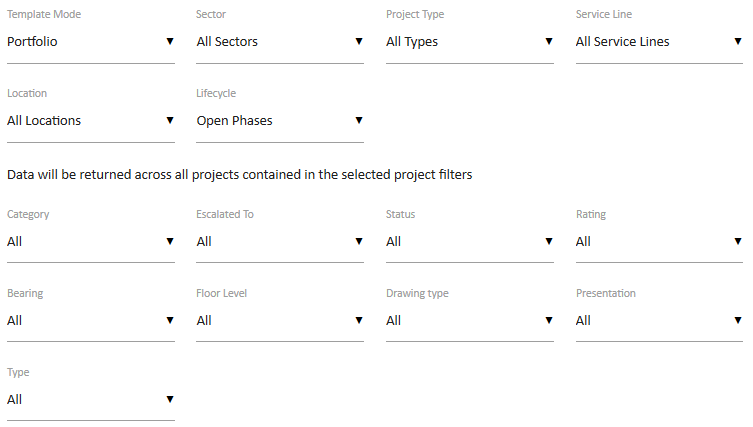 Template Mode Sector Project Type Service Line
Portfolio All Sectors All Types All Service Lines
Location Lifecycle
All Locations Open Phases
Data will be returned across all projects contained in the selected project filters
Category Escalated To Status Rating
All All All All
Bearing Floor Level Drawing type Presentation
All All All All
Type
All